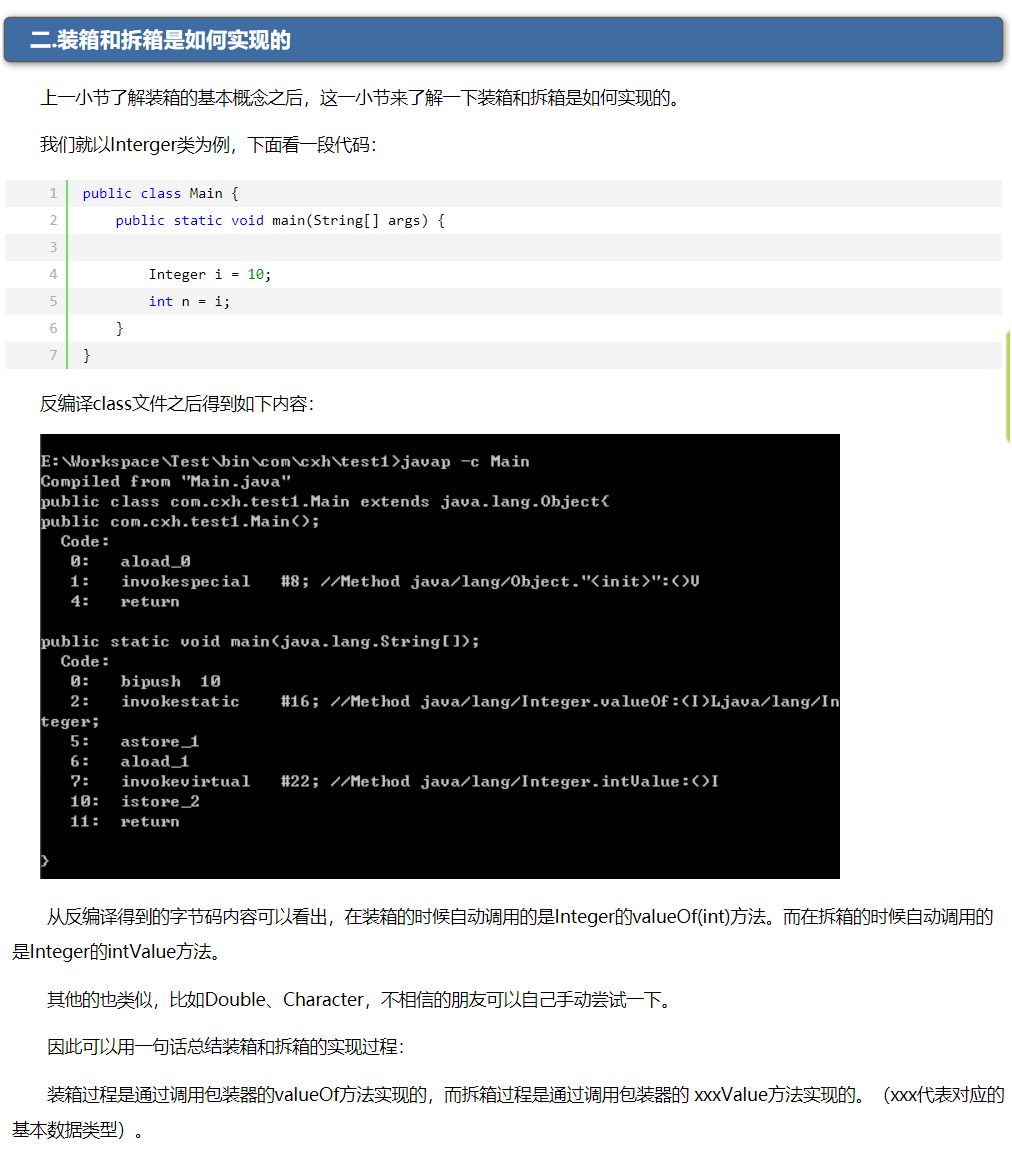 二.装箱和拆箱是如何实现的
上一小节了解装箱的基本概念之后，这一小节来了解一下装箱和拆箱是如何实现的。
我们就以Interger类为例，下面看一段代码：
1 public class Main {
2     public static void main(String[] args) {
3
4         Integer i = 10;
5         int n = i;
6     }
7 }
反编译class文件之后得到如下内容：
E:\Workspace\Test\bin\com\cxh\test1>javap -c Main
Compiled from "Main.java"
public class com.cxh.test1.Main extends java.lang.Object{
public com.cxh.test1.Main();
  Code:
   0:   aload_0
   1:   invokespecial   #8; //Method java/lang/Object."<init>":()V
   4:   return
public static void main(java.lang.String[]);
  Code:
   0:   bipush  10
   2:   invokestatic    #16; //Method java/lang/Integer.valueOf:(I)Ljava/lang/In
teger;
   5:   astore_1
   6:   aload_1
   7:   invokevirtual   #22; //Method java/lang/Integer.intValue:()I
   10:  istore_2
   11:  return
}
从反编译得到的字节码内容可以看出，在装箱的时候自动调用的是Integer的valueOf(int)方法。而在拆箱的时候自动调用的
是Integer的intValue方法。
其他的也类似，比如Double、Character，不相信的朋友可以自己手动尝试一下。
因此可以用一句话总结装箱和拆箱的实现过程：
装箱过程是通过调用包装器的valueOf方法实现的，而拆箱过程是通过调用包装器的 xxxValue方法实现的。（xxx代表对应的
基本数据类型）。